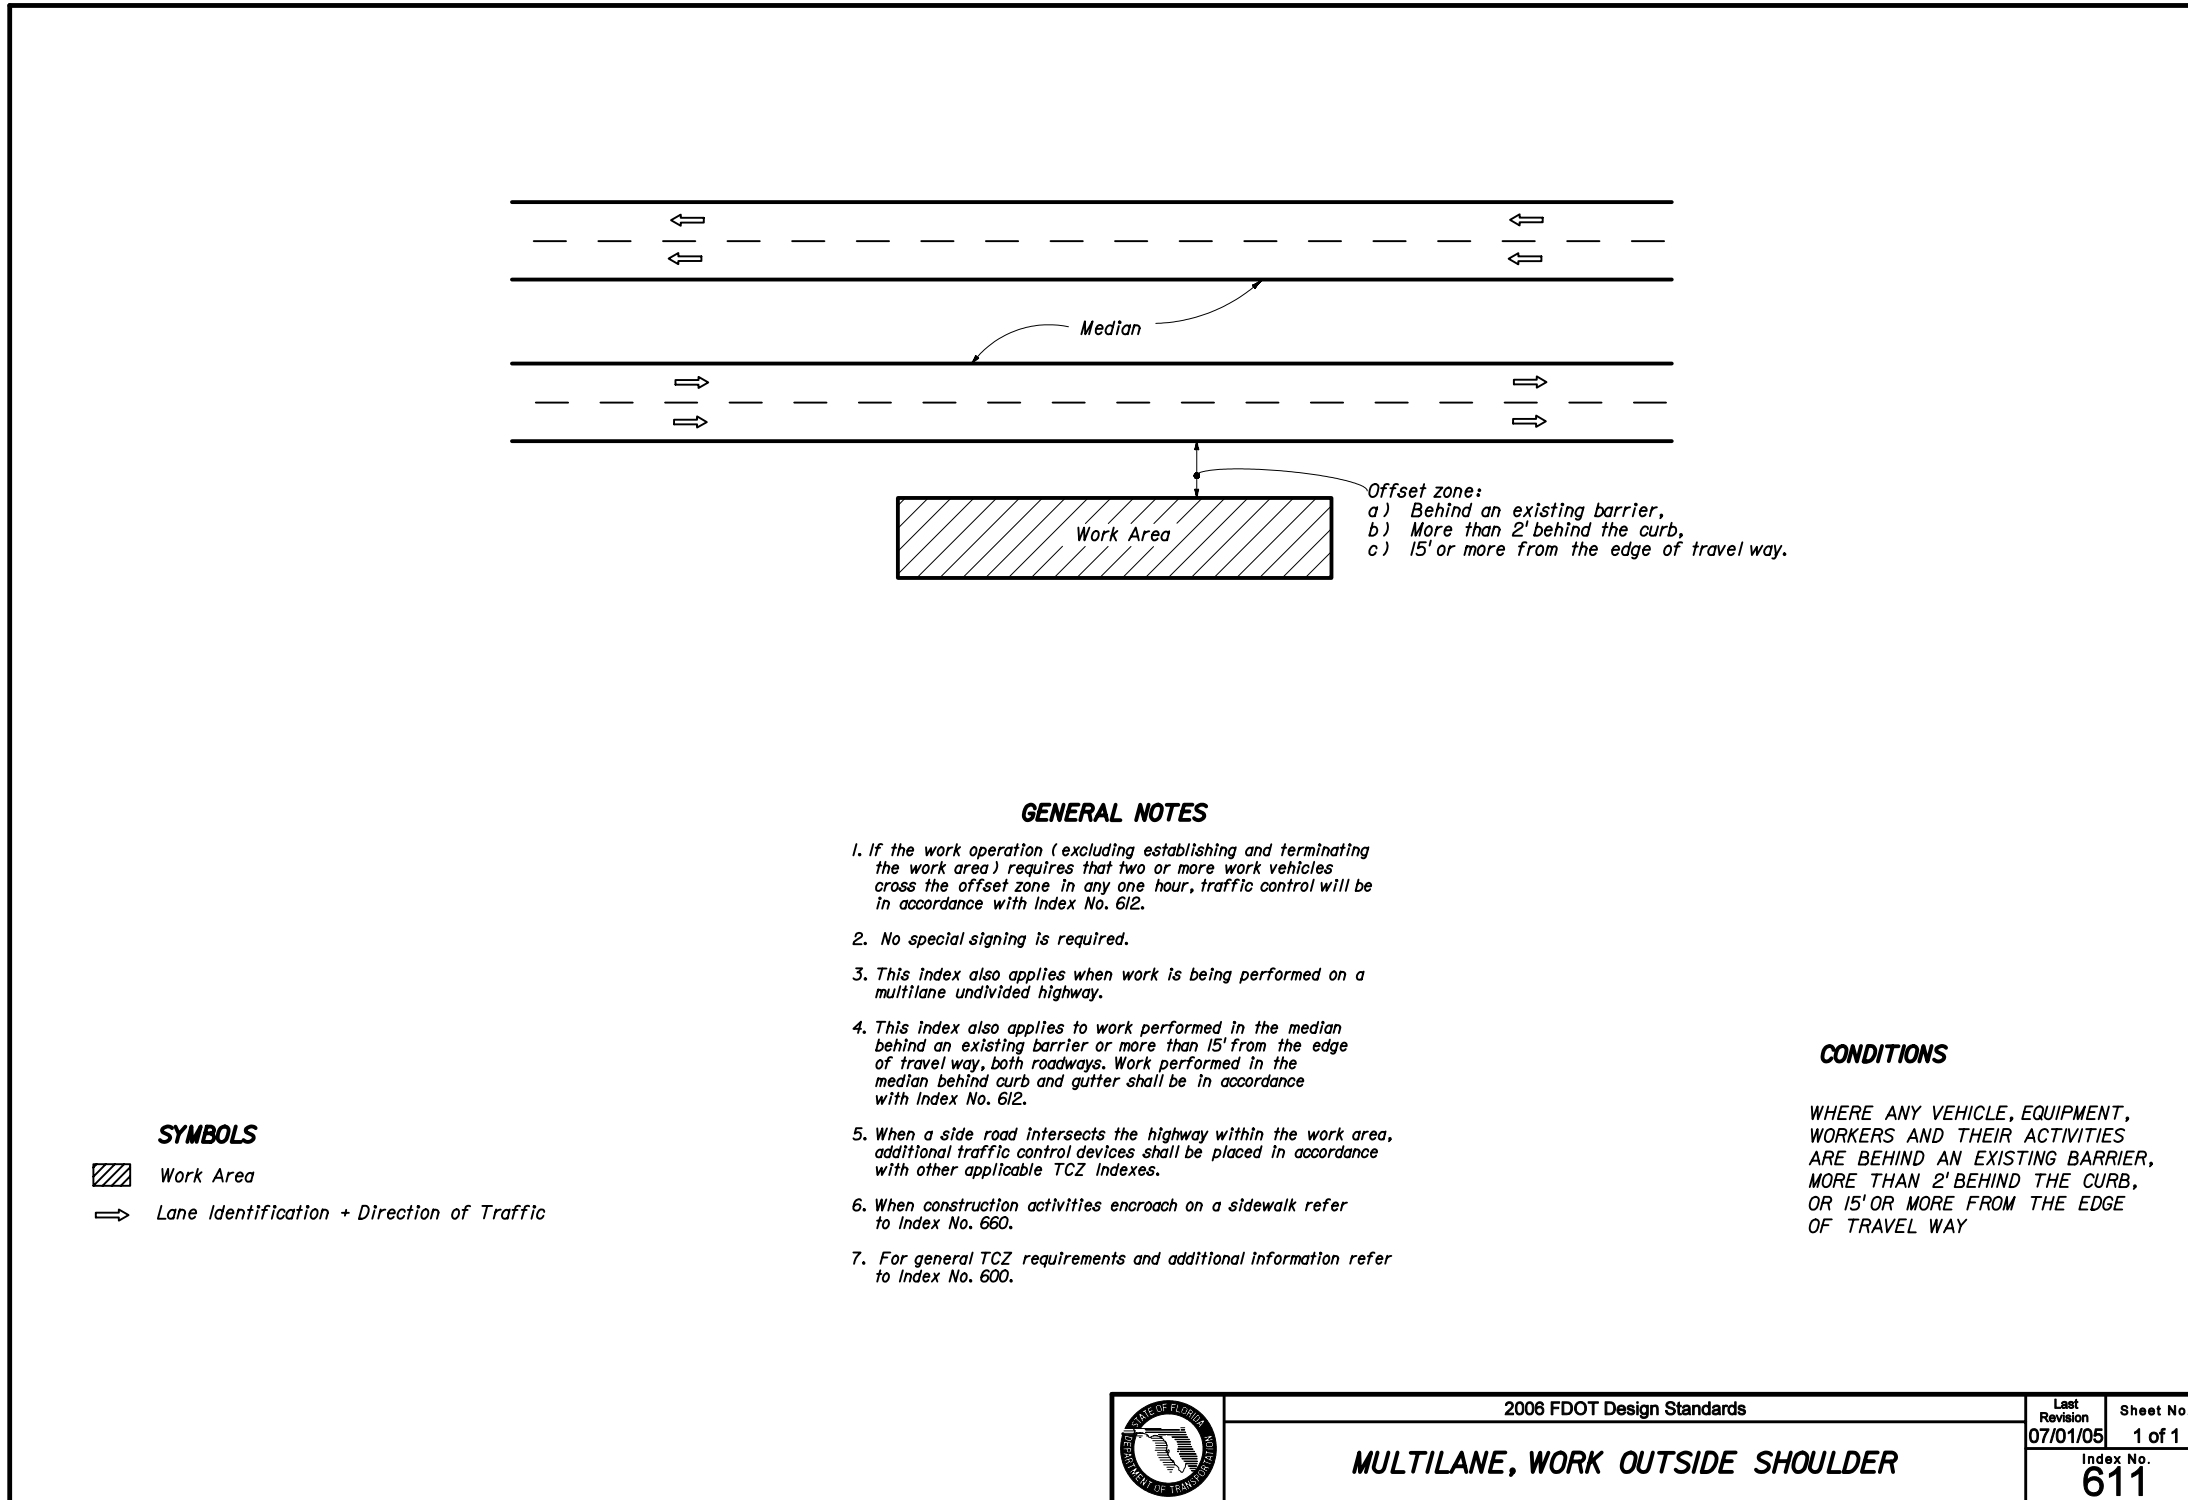 Median
Offset zone:
a) Behind an existing barrier,
b) More than 2' behind the curb,
c) 15' or more from the edge of travel way.
Work Area
GENERAL NOTES
1. If the work operation (excluding establishing and terminating
the work area) requires that two or more work vehicles
cross the offset zone in any one hour, traffic control will be
in accordance with Index No. 612.
2. No special signing is required.
3. This index also applies when work is being performed on a
multilane undivided highway.
4. This index also applies to work performed in the median
behind an existing barrier or more than 15' from the edge
of travel way, both roadways. Work performed in the
median behind curb and gutter shall be in accordance
with Index No. 612.
5. When a side road intersects the highway within the work area,
additional traffic control devices shall be placed in accordance
with other applicable TCZ Indexes.
6. When construction activities encroach on a sidewalk refer
to Index No. 660.
7. For general TCZ requirements and additional information refer
to Index No. 600.
SYMBOLS
Work Area
Lane Identification + Direction of Traffic
CONDITIONS
WHERE ANY VEHICLE, EQUIPMENT,
WORKERS AND THEIR ACTIVITIES
ARE BEHIND AN EXISTING BARRIER,
MORE THAN 2' BEHIND THE CURB,
OR 15' OR MORE FROM THE EDGE
OF TRAVEL WAY
STATE OF FLORIDA
DEPARTMENT OF TRANSPORTATION
2006 FDOT Design Standards
MULTILANE, WORK OUTSIDE SHOULDER
Last
Revision
07/01/05
Sheet No.
1 of 1
Index No.
611